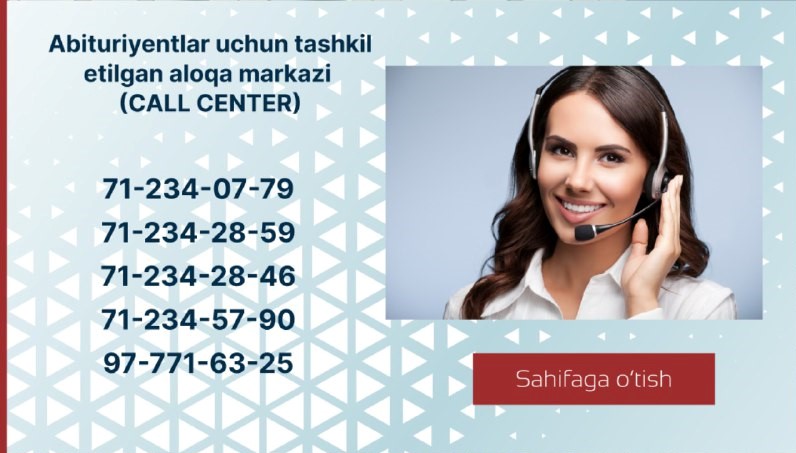 Abituriyentlar uchun tashkil
etilgan aloqa markazi
(CALL CENTER)
71-234-07-79
71-234-28-59
71-234-28-46
71-234-57-90
97-771-63-25
Sahifaga o‘tish